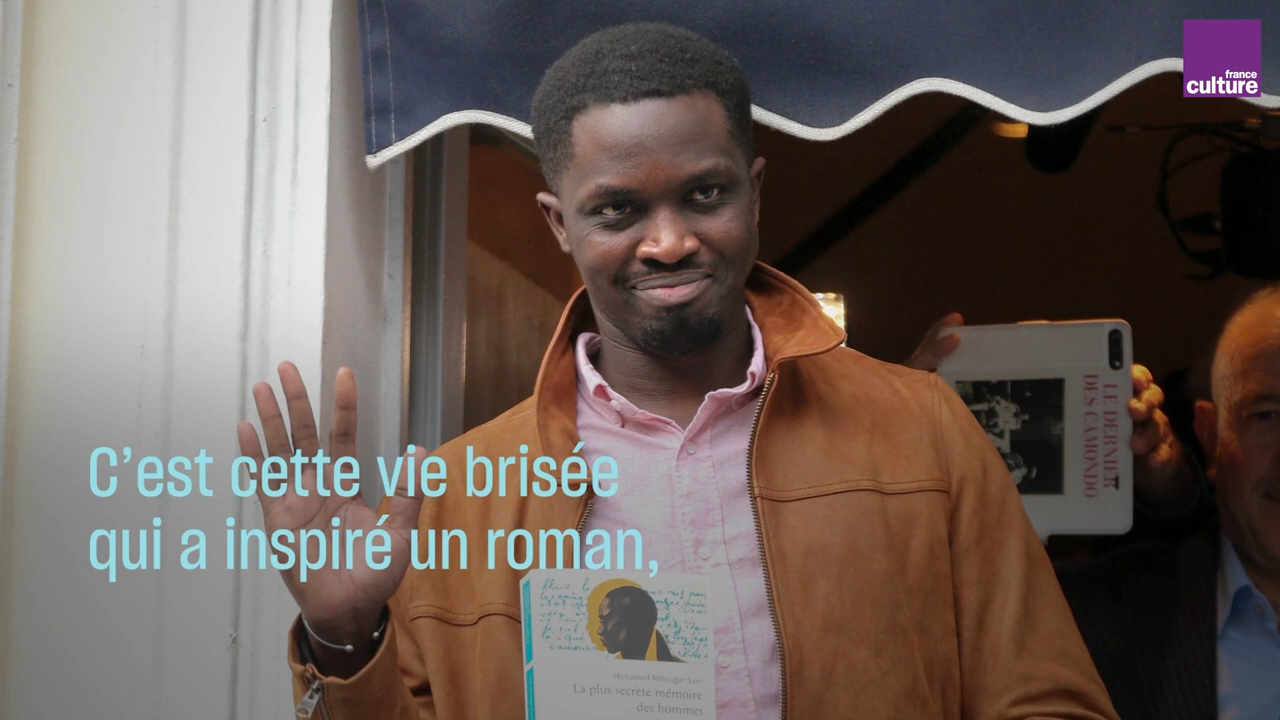 france
culture
C'est cette vie brisée
qui a inspiré un roman,
LE DERNIER
DES CAMONDO
Mohamed Mbougar Sarr
La plus secrète mémoire
des hommes